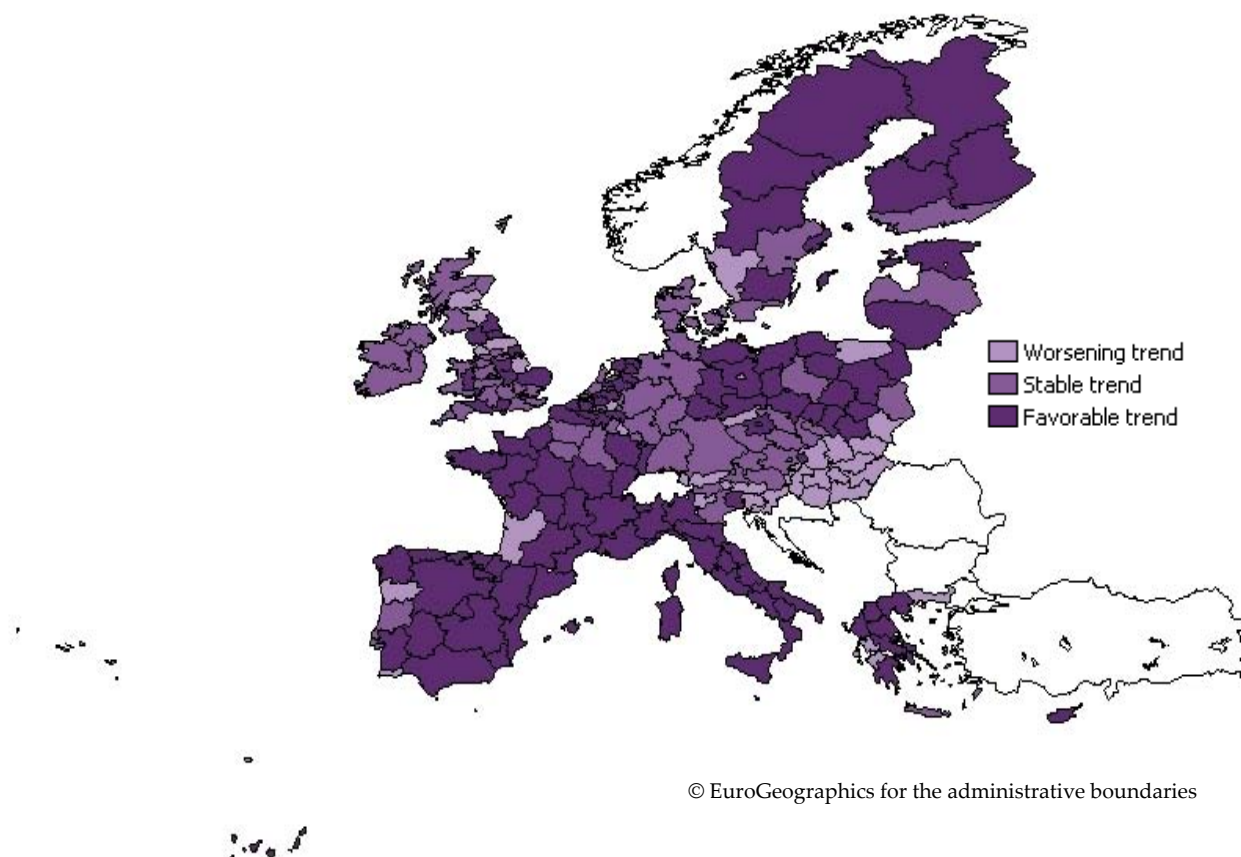 Worsening trend
Stable trend
Favorable trend
© EuroGeographics for the administrative boundaries